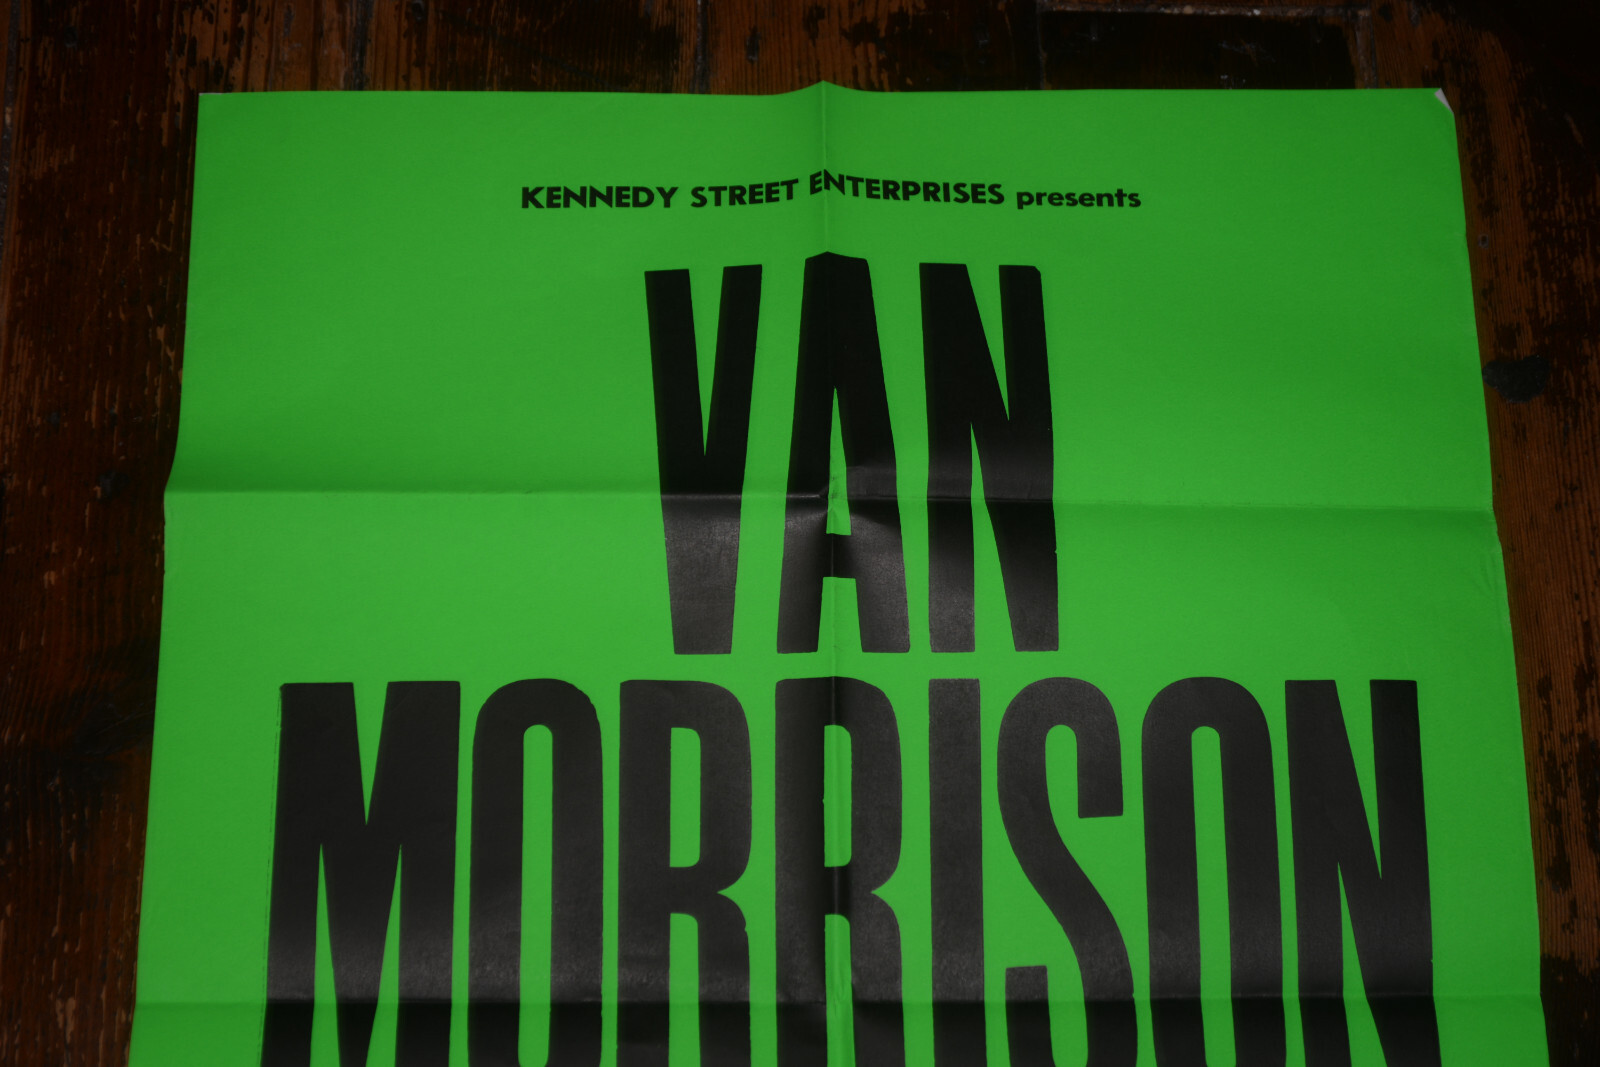 KENNEDY STREET ENTERPRISES presents
VAN
MORRISON